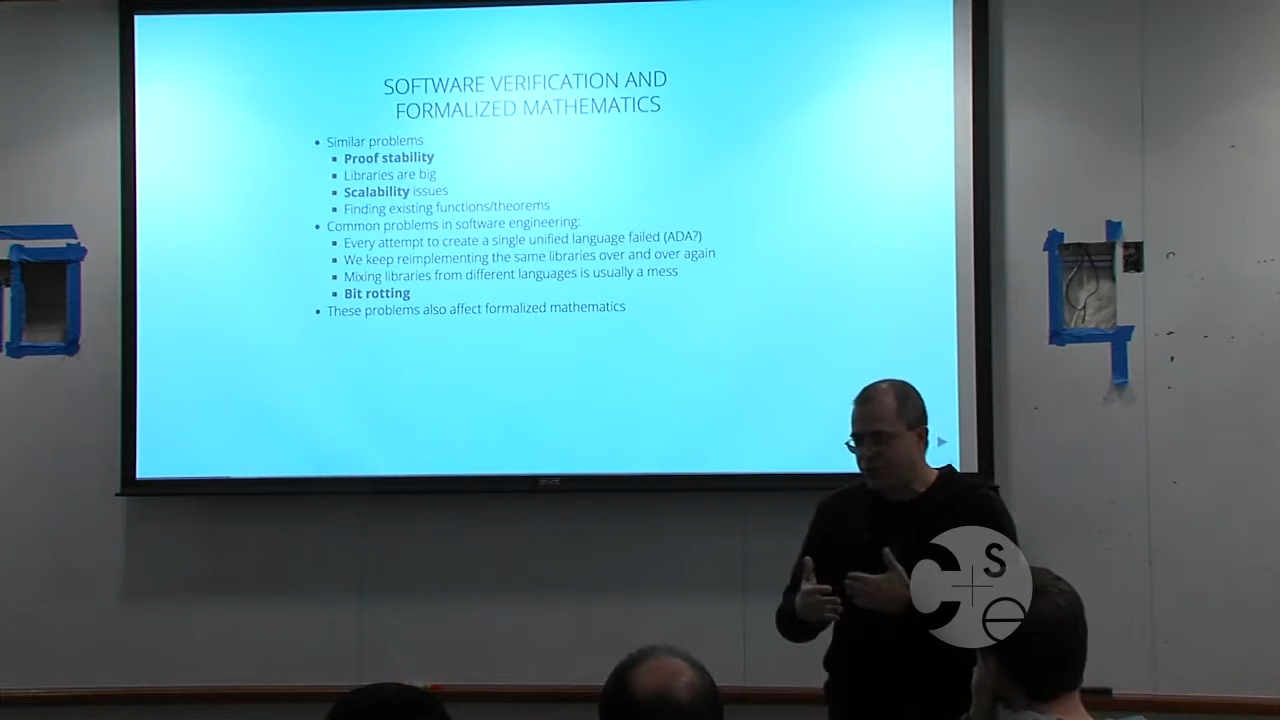 SOFTWARE VERIFICATION AND
FORMALIZED MATHEMATICS
• Similar problems
▪ Proof stability
▪ Libraries are big
▪ Scalability issues
▪ Finding existing functions/theorems
• Common problems in software engineering:
▪ Every attempt to create a single unified language failed (ADA?)
▪ We keep reimplementing the same libraries over and over again
▪ Mixing libraries from different languages is usually a mess
▪ Bit rotting
• These problems also affect formalized mathematics
C+se